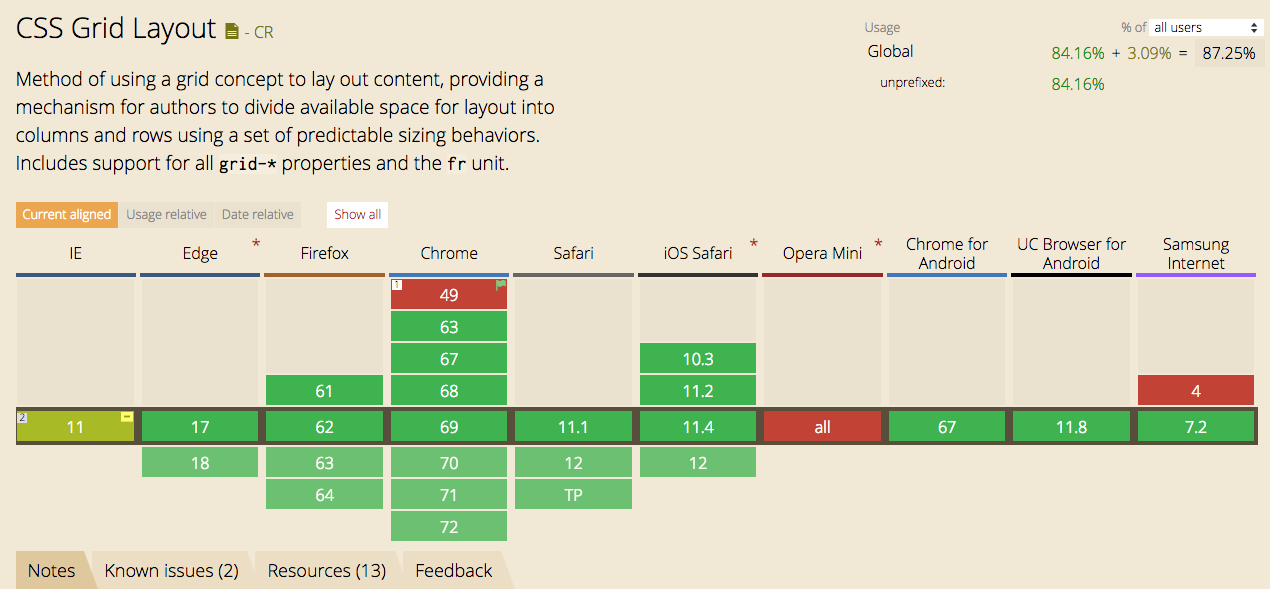 CSS Grid Layout - CR
Usage % of all users
Global 84.16% + 3.09% = 87.25%
unprefixed: 84.16%
Method of using a grid concept to lay out content, providing a
mechanism for authors to divide available space for layout into
columns and rows using a set of predictable sizing behaviors.
Includes support for all grid-* properties and the fr unit.
Current aligned Usage relative Date relative Show all
IE Edge * Firefox Chrome Safari iOS Safari * Opera Mini * Chrome for Android UC Browser for Android Samsung Internet
1 49
63
67 10.3
61 68 11.2 4
2 11 17 62 69 11.1 11.4 all 67 11.8 7.2
18 63 70 12 12
64 71 TP
72
Notes Known issues (2) Resources (13) Feedback